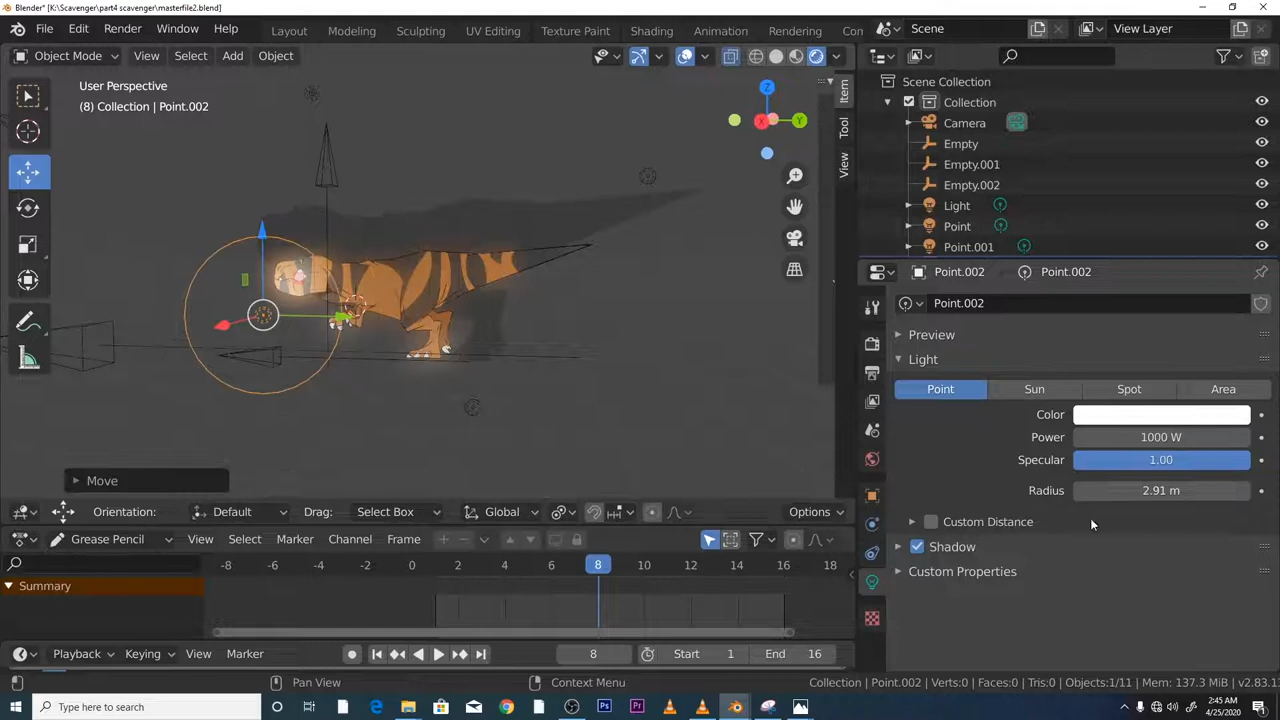 Blender* [K:\Scavenger\part4 scavenger\masterfile2.blend]
File Edit Render Window Help
Layout Modeling Sculpting UV Editing Texture Paint Shading Animation Rendering Con
Scene
View Layer
Object Mode View Select Add Object
User Perspective
(8) Collection | Point.002
Z
X
Y
Item
Tool
View
Scene Collection
Collection
Camera
Empty
Empty.001
Empty.002
Light
Point
Point.001
Point.002 Point.002
Point.002
Preview
Light
Point Sun Spot Area
Color
Power 1000 W
Specular 1.00
Radius 2.91 m
Custom Distance
Shadow
Custom Properties
Move
Orientation: Default Drag: Select Box Global Options
Grease Pencil View Select Marker Channel Frame
-8 -6 -4 -2 0 2 4 6 8 10 12 14 16 18
Summary
Playback Keying View Marker 8 Start 1 End 16
Pan View
Context Menu
Collection | Point.002 | Verts:0 | Faces:0 | Tris:0 | Objects:1/11 | Mem: 137.3 MiB | v2.83.1
Type here to search
2:45 AM
4/25/2020